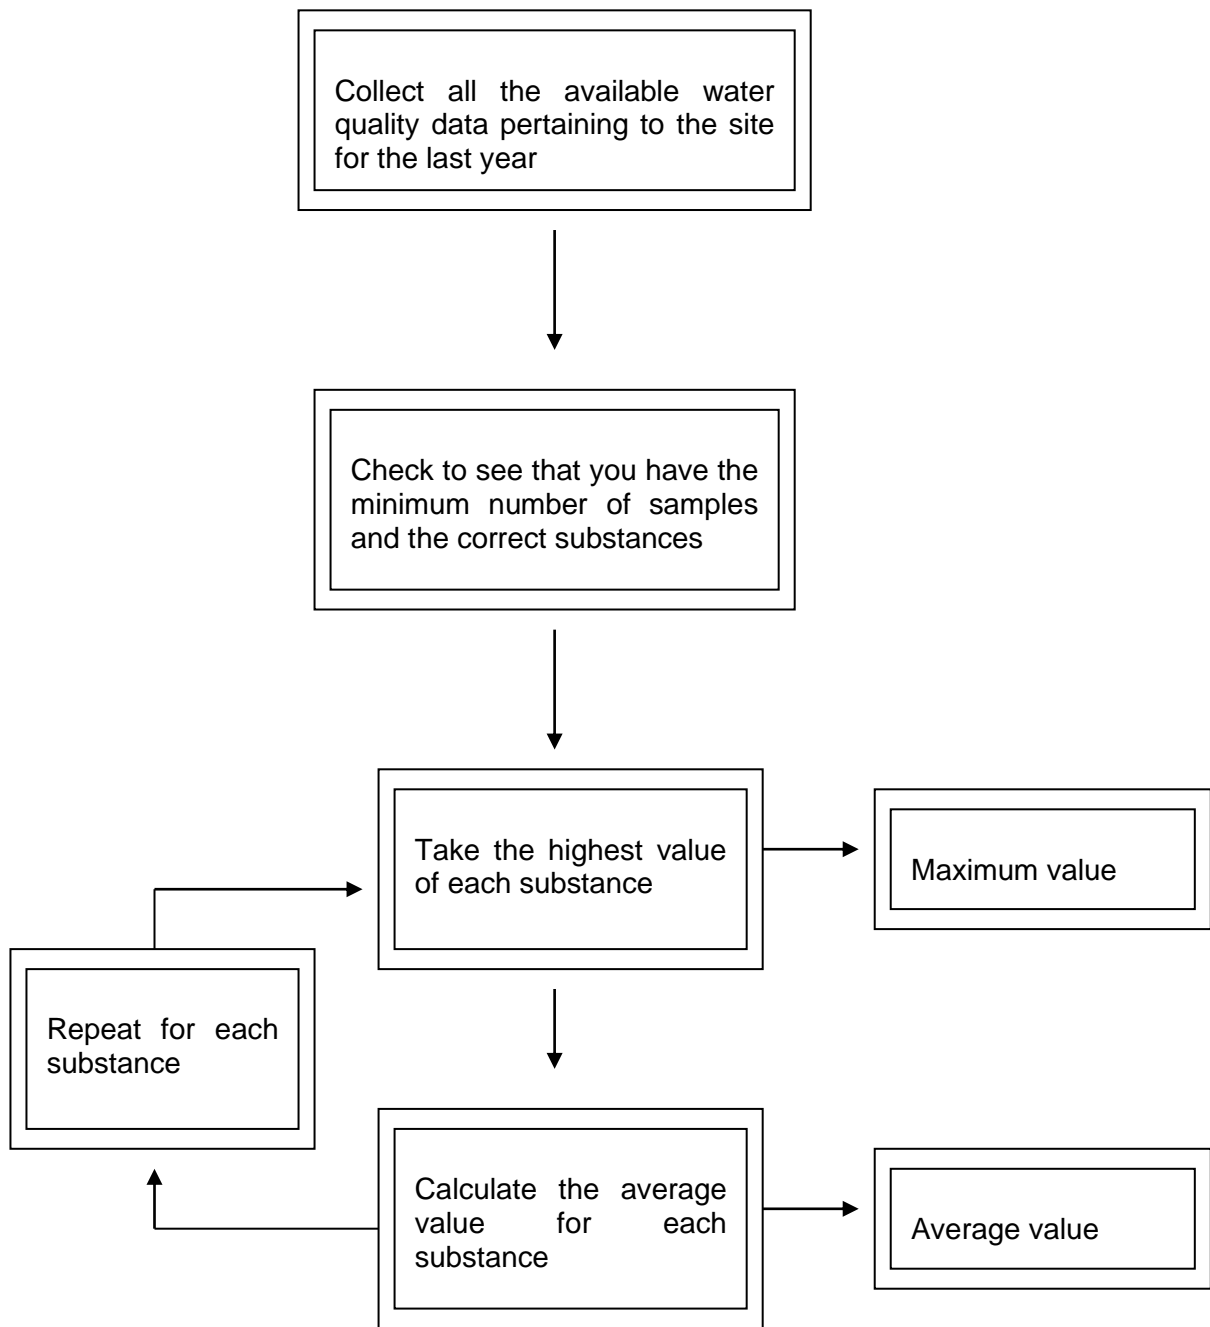 Collect all the available water
quality data pertaining to the site
for the last year
Check to see that you have the
minimum number of samples
and the correct substances
Take the highest value
of each substance
Maximum value
Repeat for each
substance
Calculate the average
value for each
substance
Average value